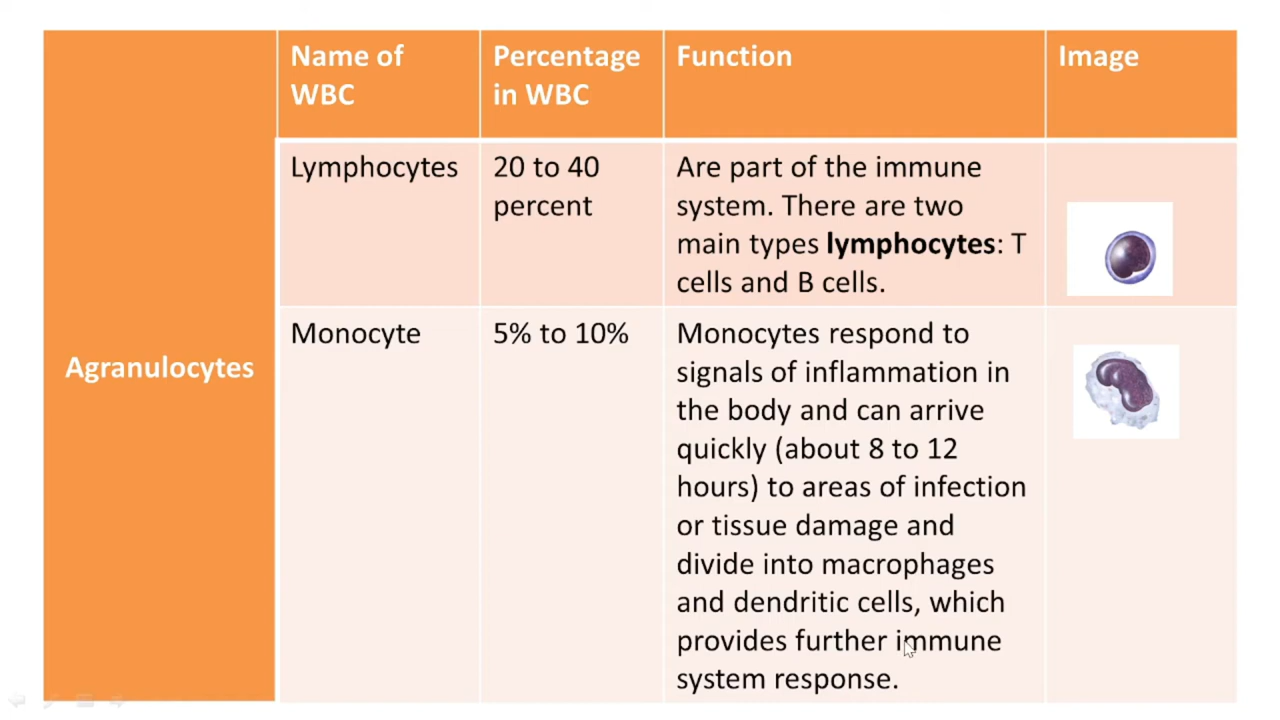 Name of
WBC
Percentage
in WBC
Function
Image
Agranulocytes
Lymphocytes
20 to 40
percent
Are part of the immune
system. There are two
main types lymphocytes: T
cells and B cells.
Monocyte
5% to 10%
Monocytes respond to
signals of inflammation in
the body and can arrive
quickly (about 8 to 12
hours) to areas of infection
or tissue damage and
divide into macrophages
and dendritic cells, which
provides further immune
system response.